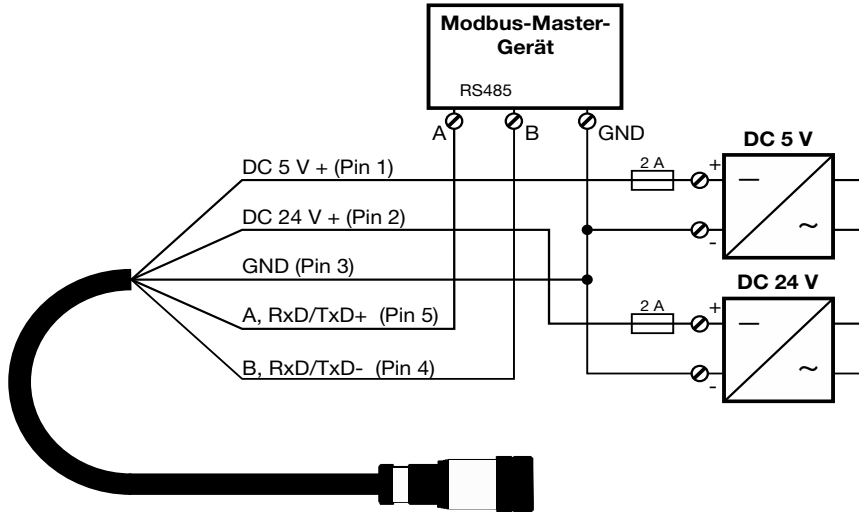 Modbus-Master-
Gerät
RS485
A
B
GND
DC 5 V
DC 5 V + (Pin 1)
2 A
+
-
DC 24 V + (Pin 2)
GND (Pin 3)
DC 24 V
A, RxD/TxD+ (Pin 5)
2 A
+
-
B, RxD/TxD- (Pin 4)